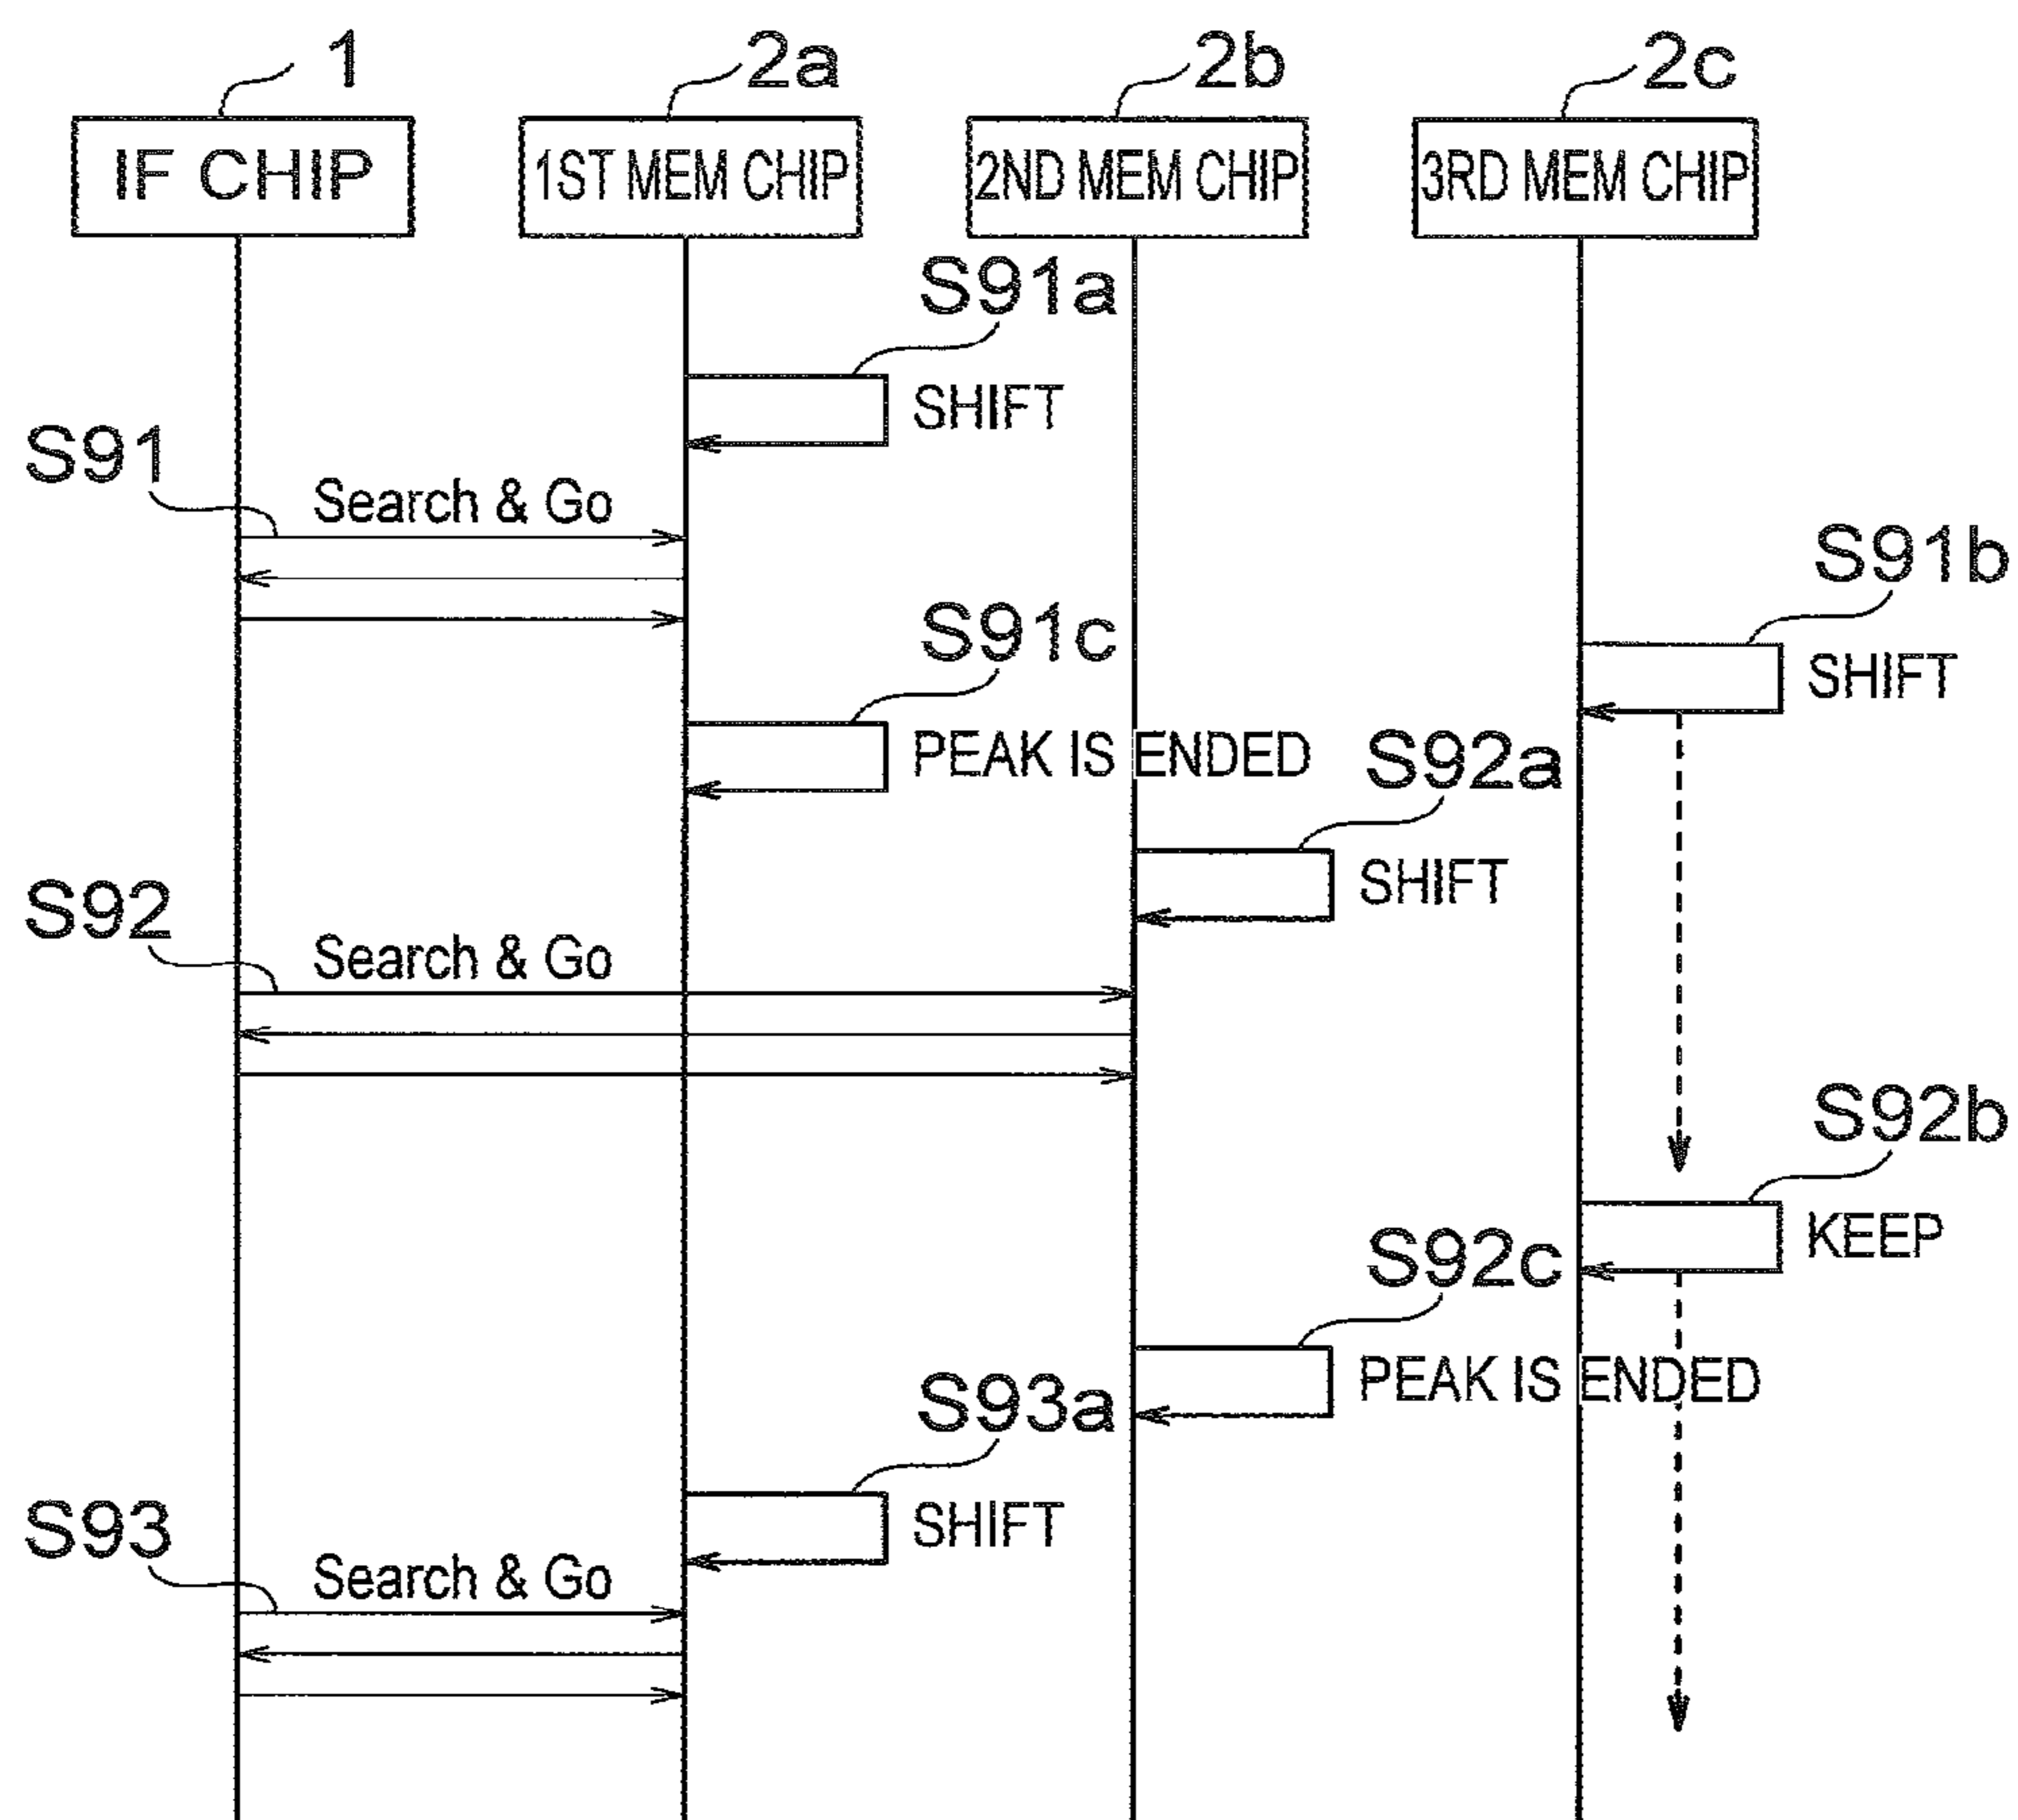 1
2a
2b
2c
IF CHIP
1ST MEM CHIP
2ND MEM CHIP
3RD MEM CHIP
S91a
SHIFT
S91
Search & Go
S91b
SHIFT
S91c
PEAK IS ENDED
S92a
SHIFT
S92
Search & Go
S92b
KEEP
S92c
PEAK IS ENDED
S93a
SHIFT
S93
Search & Go